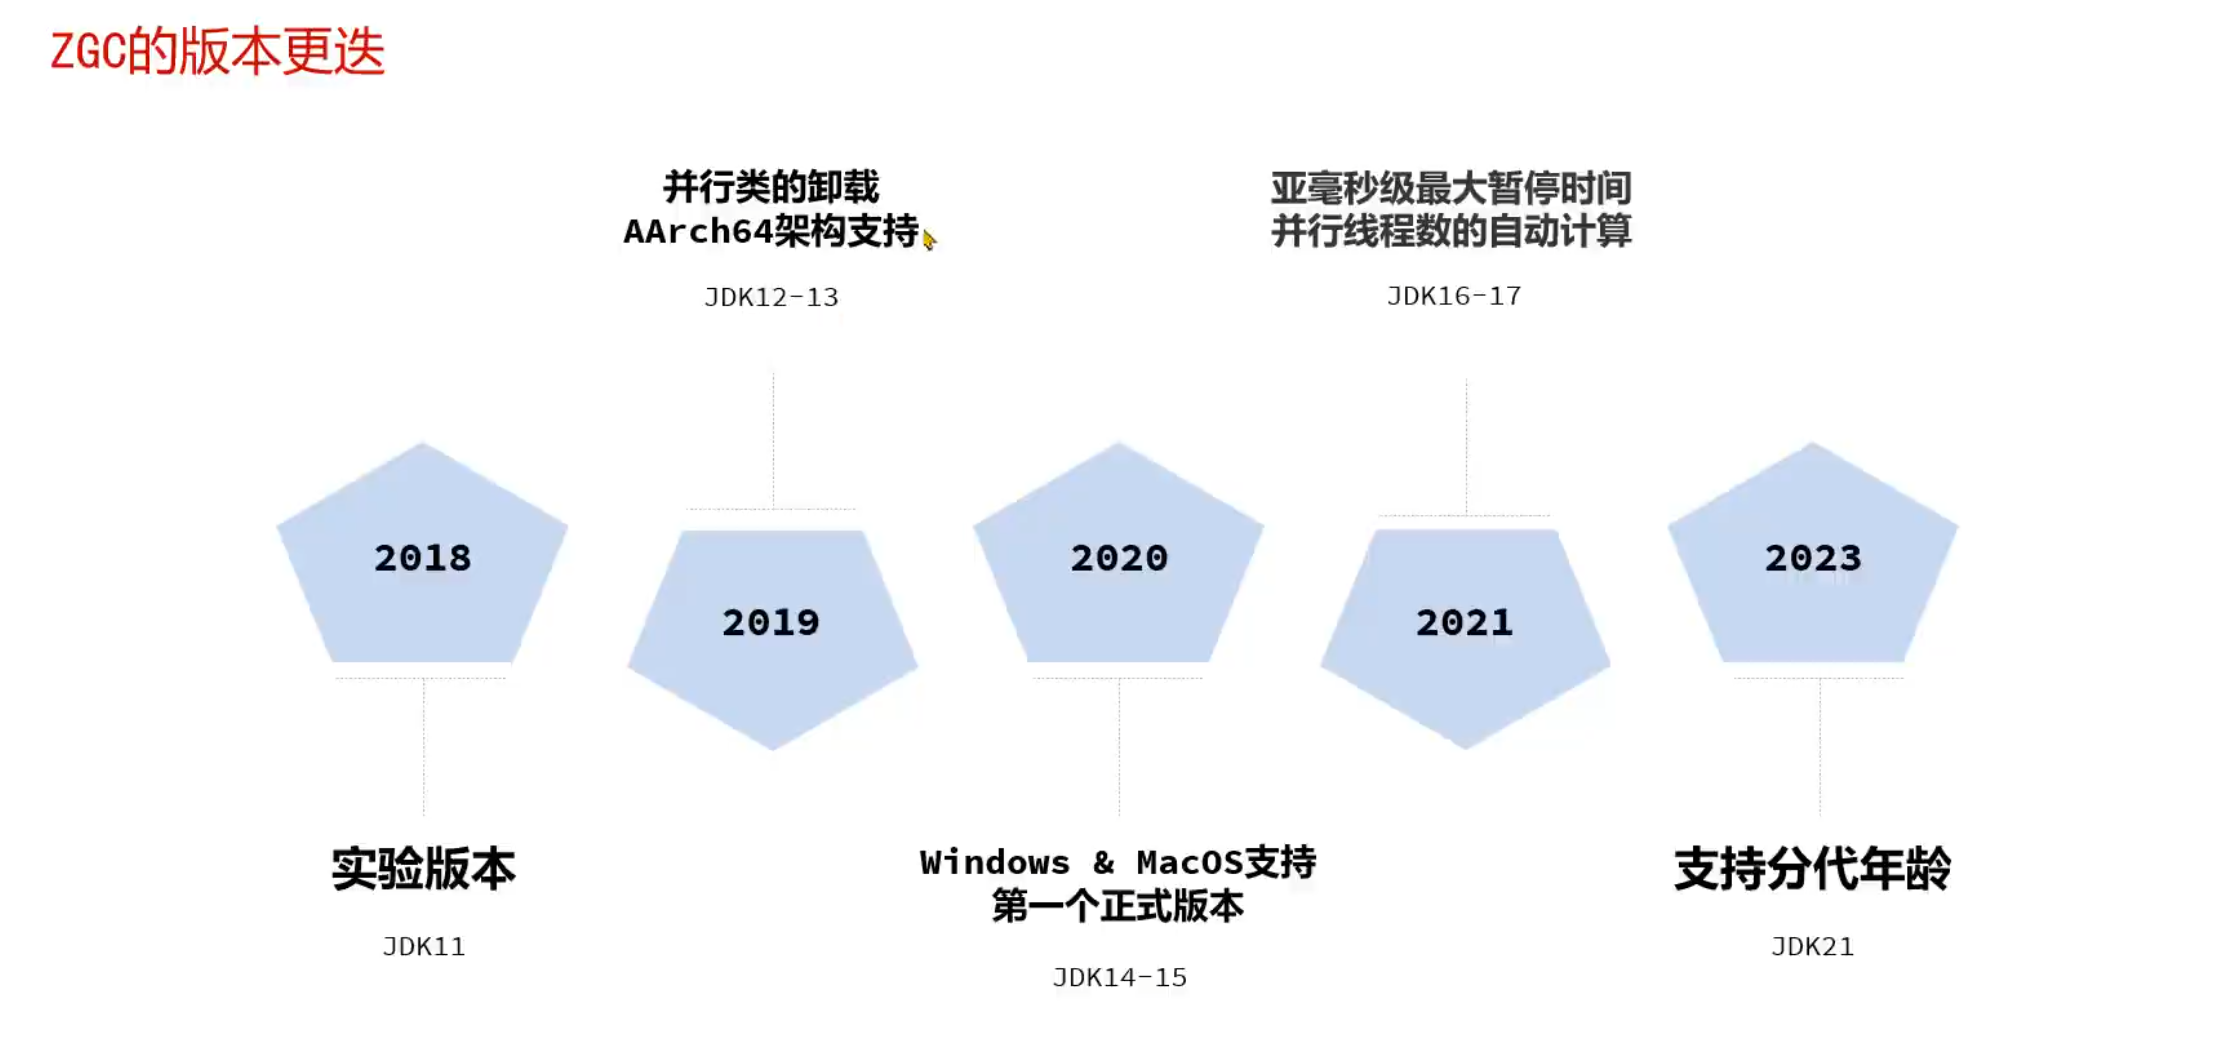 ZGC的版本更迭
并行类的卸载
AArch64架构支持
JDK12-13
亚毫秒级最大暂停时间
并行线程数的自动计算
JDK16-17
2018
2019
2020
2021
2023
实验版本
JDK11
Windows & MacOS支持
第一个正式版本
JDK14-15
支持分代年龄
JDK21